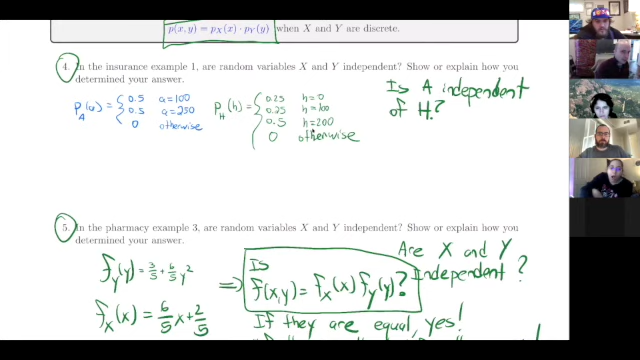 p(x, y) = pX(x) · pY(y) when X and Y are discrete.
4. In the insurance example 1, are random variables X and Y independent? Show or explain how you
determined your answer.
Is A independent
of H?
P_A(a) = { 0.5 a=100
0.5 a=250
0 otherwise
P_H(h) = { 0.25 h=0
0.25 h=100
0.5 h=200
0 otherwise
5. In the pharmacy example 3, are random variables X and Y independent? Show or explain how you
determined your answer.
Are X and Y
Independent?
f_Y(y) = 3/5 + 6/5 y²
f_X(x) = 6/5 x + 2/5
⇒ Is
f(x,y) = f_X(x) f_Y(y)?
If they are equal, yes!